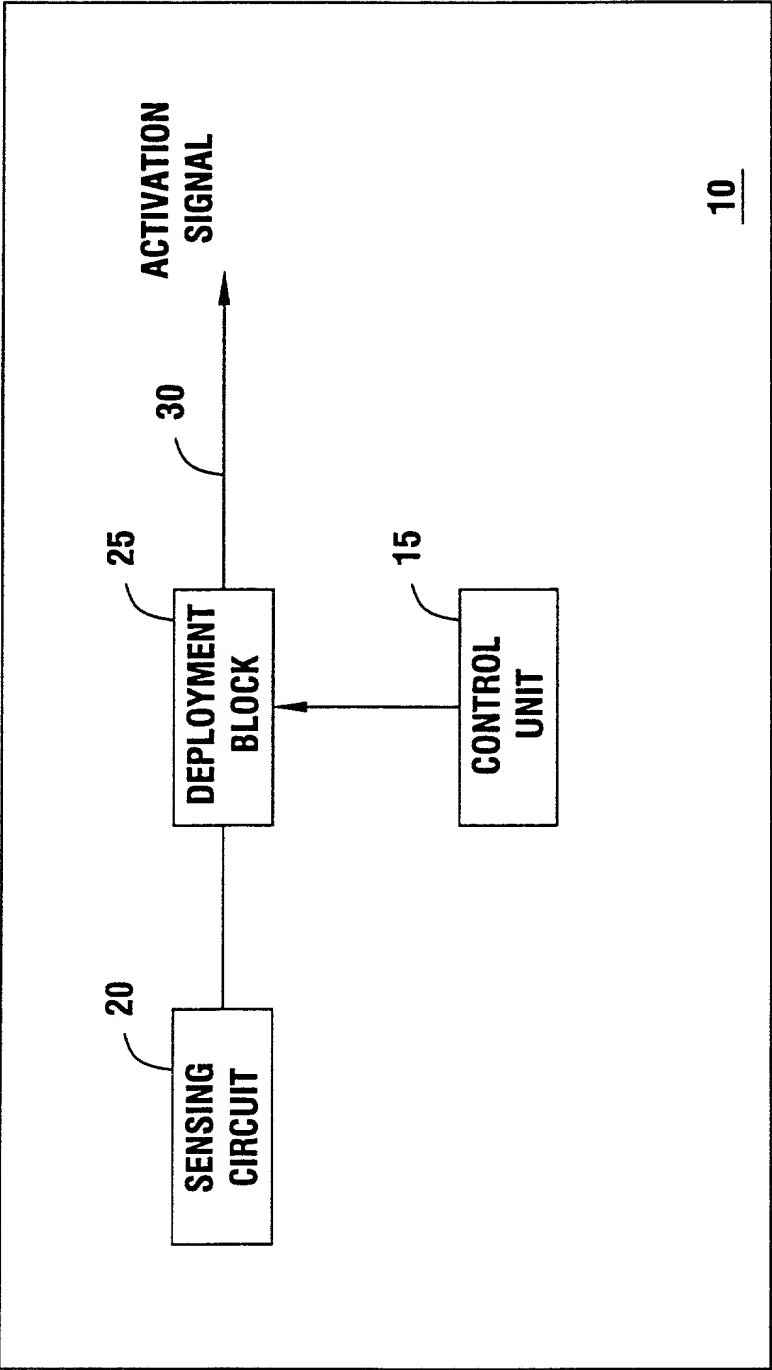 ACTIVATION
SIGNAL
30
25
DEPLOYMENT
BLOCK
20
SENSING
CIRCUIT
15
CONTROL
UNIT
10